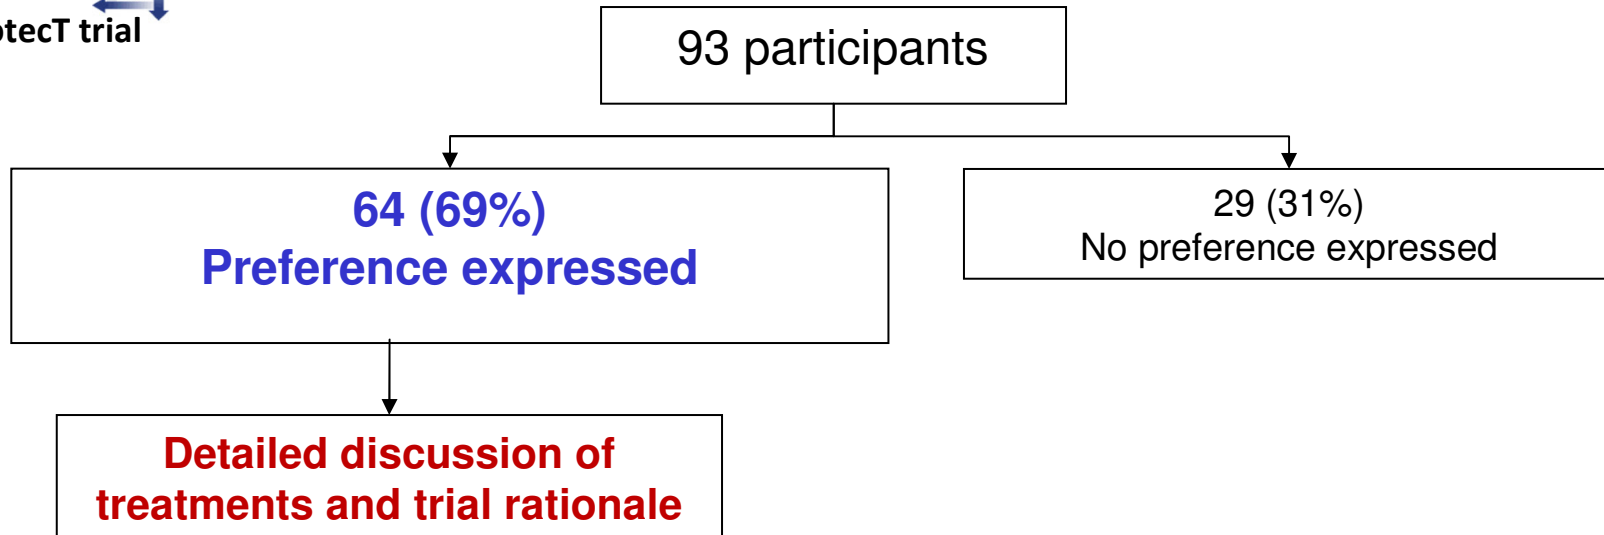 otecT trial
93 participants
64 (69%)
Preference expressed
29 (31%)
No preference expressed
Detailed discussion of
treatments and trial rationale